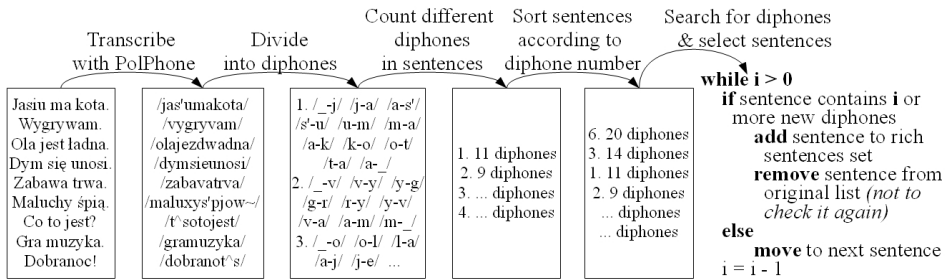 Transcribe
with PolPhone
Divide
into diphones
Count different
diphones
in sentences
Sort sentences
according to
diphone number
Search for diphones
& select sentences
Jasiu ma kota.
Wygrywam.
Ola jest ładna.
Dym się unosi.
Zabawa trwa.
Maluchy śpią.
Co to jest?
Gra muzyka.
Dobranoc!
/jas'umakota/
/vygryvam/
/olajezdwadna/
/dymsieunosi/
/zabavatrva/
/maluxys'pjow~/
/t^sotojest/
/gramuzyka/
/dobranot^s/
1. /_-j/ /j-a/ /a-s'/
/s'-u/ /u-m/ /m-a/
/a-k/ /k-o/ /o-t/
/t-a/ /a-_/
2. /_-v/ /v-y/ /y-g/
/g-r/ /r-y/ /y-v/
/v-a/ /a-m/ /m-_/
3. /_-o/ /o-l/ /l-a/
/a-j/ /j-e/ ...
1. 11 diphones
2. 9 diphones
3. ... diphones
4. ... diphones
6. 20 diphones
3. 14 diphones
1. 11 diphones
2. 9 diphones
... diphones
... diphones
while i > 0
if sentence contains i or
more new diphones
add sentence to rich
sentences set
remove sentence from
original list (not to
check it again)
else
move to next sentence
i = i - 1